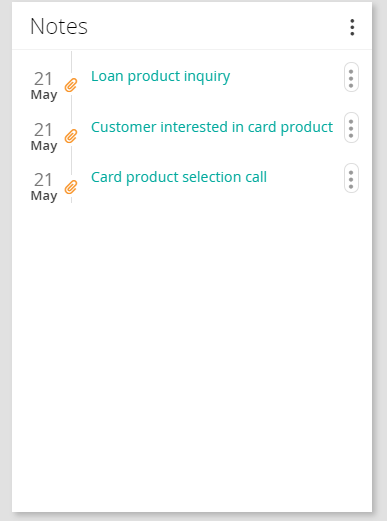 Notes
21
May
Loan product inquiry
21
May
Customer interested in card product
21
May
Card product selection call